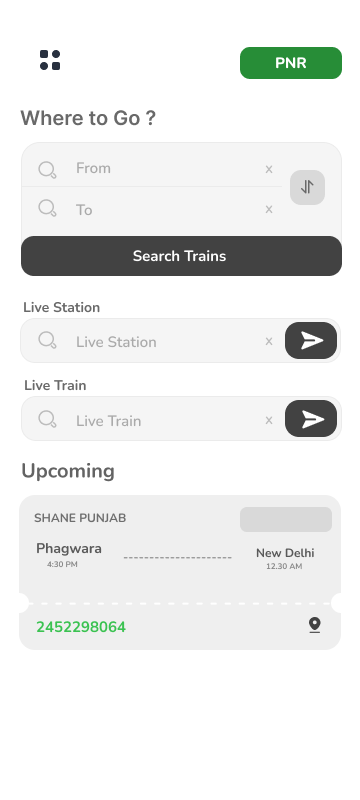 PNR
Where to Go ?
From x
To x
Search Trains
Live Station
Live Station x
Live Train
Live Train x
Upcoming
SHANE PUNJAB
Phagwara New Delhi
4:30 PM 12.30 AM
2452298064